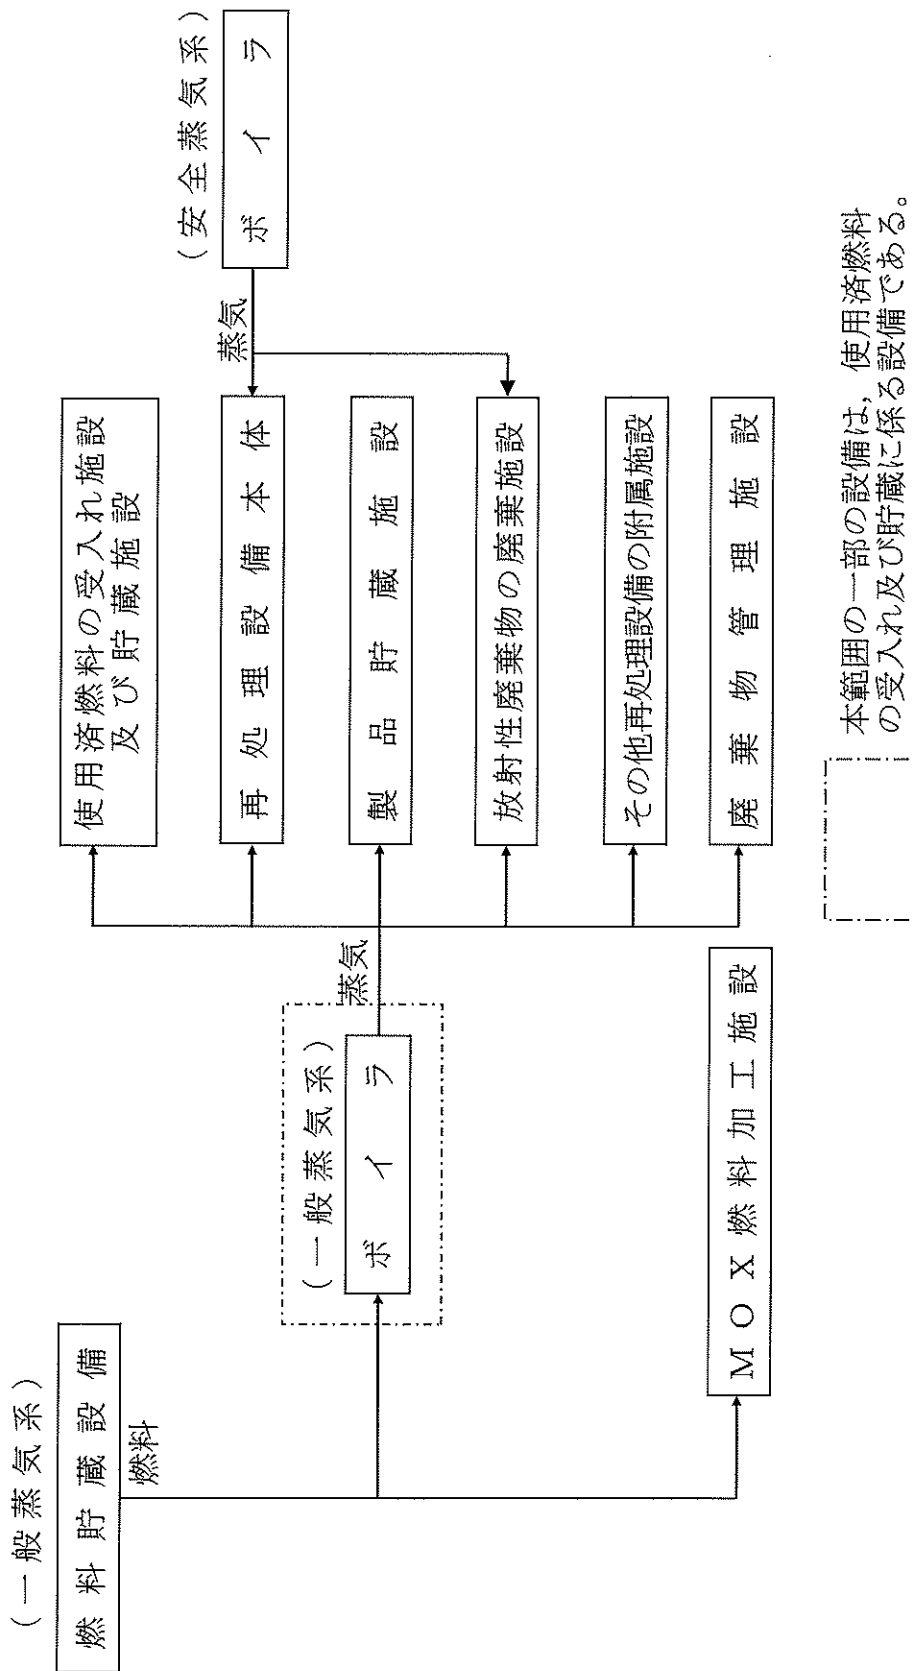 (一般蒸気系)
燃料貯蔵設備
燃料
(一般蒸気系)
ボイラ
蒸気
MOX燃料加工施設
使用済燃料の受入れ施設
及び貯蔵施設
再処理設備本体
製品貯蔵施設
放射性廃棄物の廃棄施設
その他再処理設備の附属施設
廃棄物管理施設
蒸気
(安全蒸気系)
ボイラ
本範囲の一部の設備は,使用済燃料
の受入れ及び貯蔵に係る設備である。